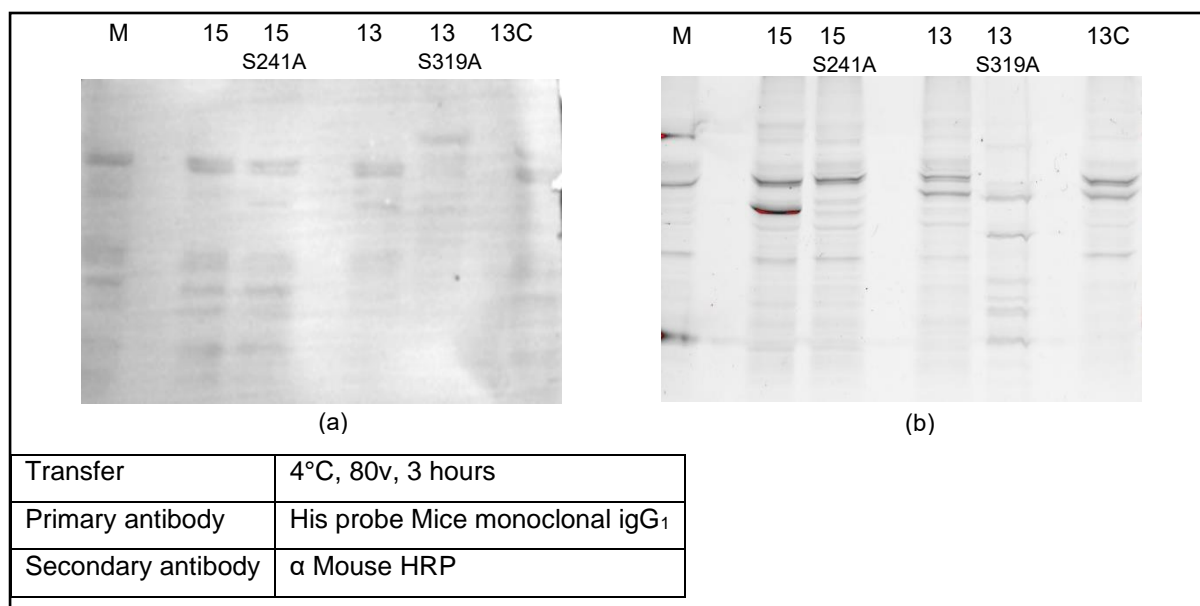 M 15 15 13 13 13C
S241A S319A
M 15 15 13 13 13C
S241A S319A
(a)
(b)
Transfer 4°C, 80v, 3 hours
Primary antibody His probe Mice monoclonal igG₁
Secondary antibody α Mouse HRP